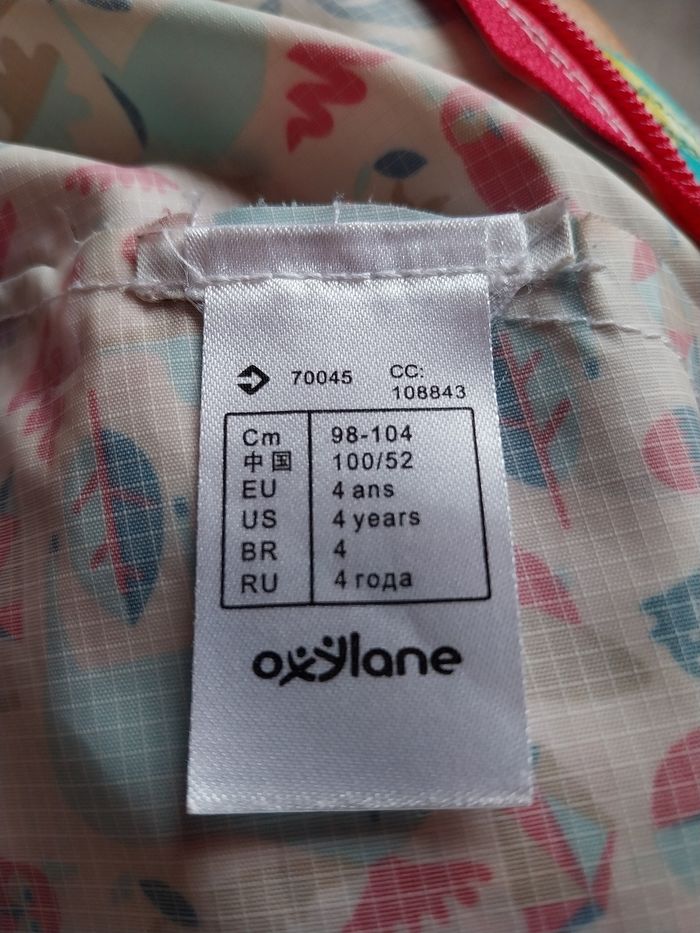 70045 CC:
108843
Cm 98-104
中国 100/52
EU 4 ans
US 4 years
BR 4
RU 4 года
oxylane